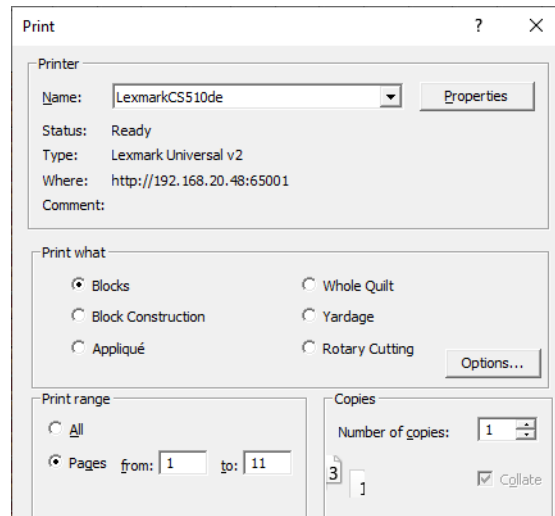 Print ?
Printer
Name: LexmarkCS510de Properties
Status: Ready
Type: Lexmark Universal v2
Where: http://192.168.20.48:65001
Comment:
Print what
Blocks Whole Quilt
Block Construction Yardage
Appliqué Rotary Cutting
Options...
Print range Copies
All Number of copies: 1
Pages from: 1 to: 11
3 1 Collate